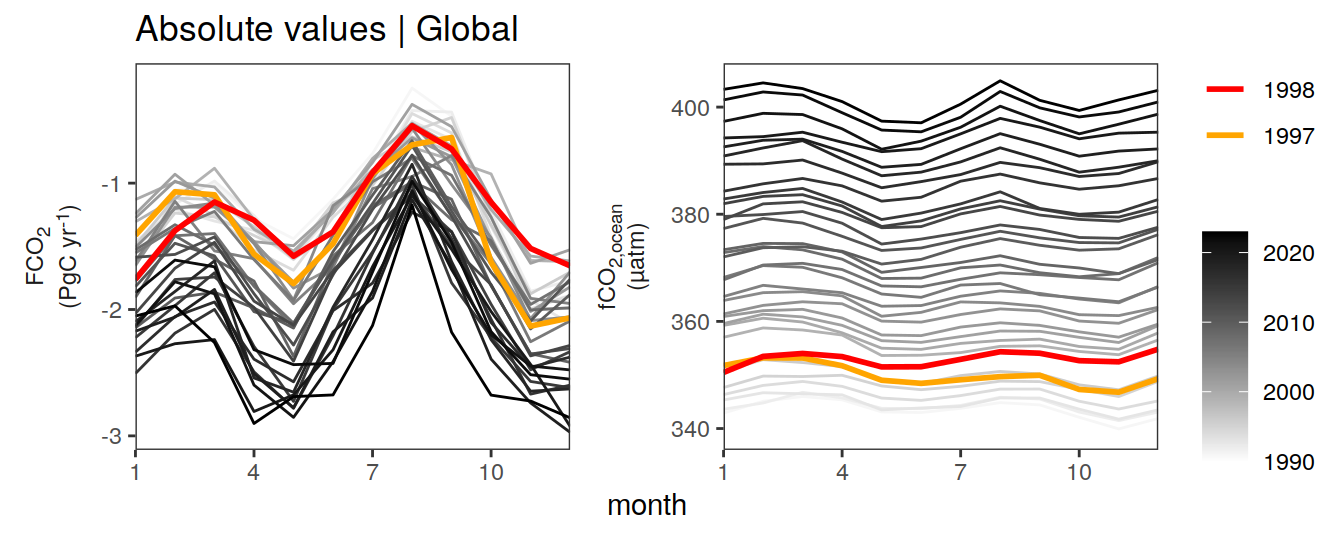 Absolute values | Global
FCO₂
(PgC yr⁻¹)
-1
-2
-3
1 4 7 10
fCO₂,ocean
(µatm)
400
380
360
340
1 4 7 10
month
1998
1997
2020
2010
2000
1990